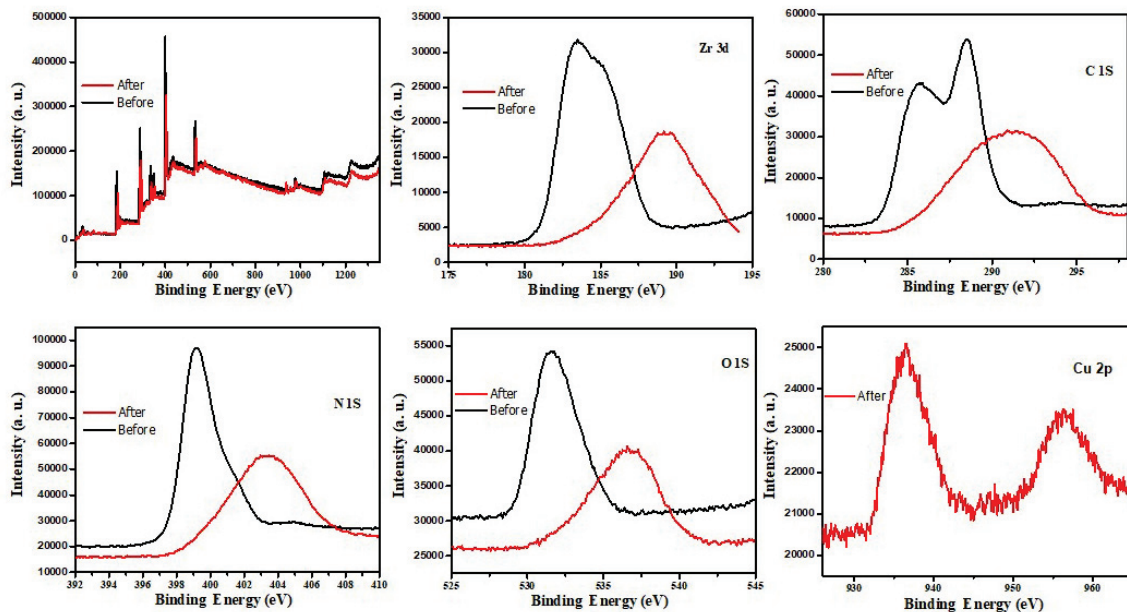 500000
400000
300000
200000
100000
0
Intensity (a. u.)
After
Before
0 200 400 600 800 1000 1200
Binding Energy (eV)
35000
30000
25000
20000
15000
10000
5000
0
Intensity (a. u.)
Zr 3d
After
Before
175 180 185 190 195
Binding Energy (eV)
60000
50000
40000
30000
20000
10000
0
Intensity (a. u.)
C 1S
After
Before
280 285 290 295
Binding Energy (eV)
100000
90000
80000
70000
60000
50000
40000
30000
20000
10000
Intensity (a. u.)
N 1S
After
Before
392 394 396 398 400 402 404 406 408 410
Binding Energy (eV)
55000
50000
45000
40000
35000
30000
25000
Intensity (a. u.)
O 1S
After
Before
525 530 535 540 545
Binding Energy (eV)
25000
24000
23000
22000
21000
20000
Intensity (a. u.)
Cu 2p
After
930 940 950 960
Binding Energy (eV)